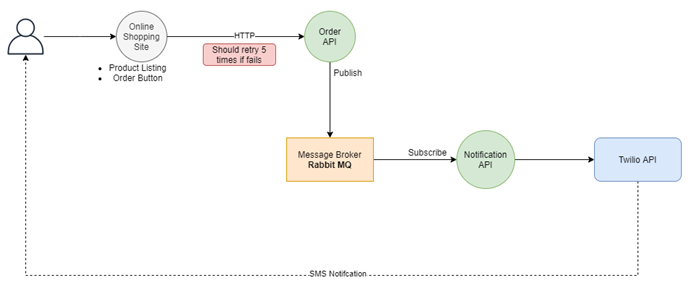 Online
Shopping
Site
HTTP
Should retry 5
times if fails
Order
API
Product Listing
Order Button
Publish
Message Broker
Rabbit MQ
Subscribe
Notification
API
Twilio API
SMS Notifcation